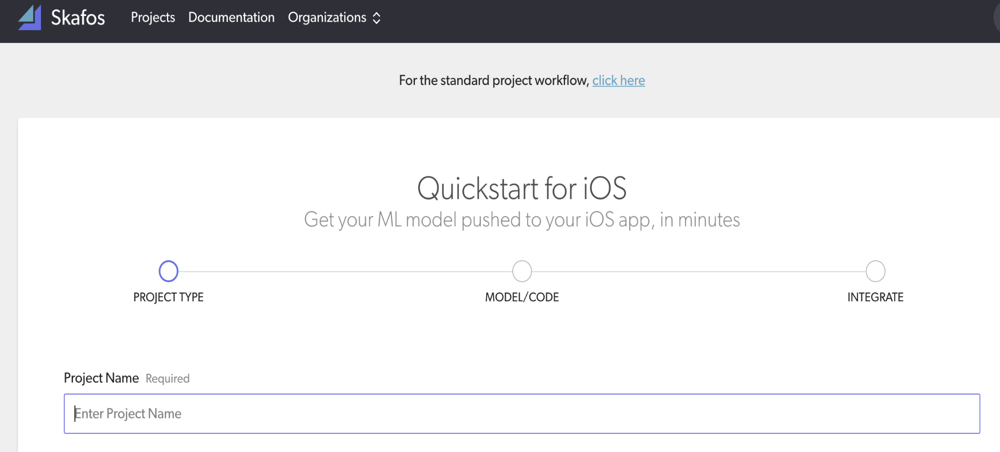 Skafos Projects Documentation Organizations
For the standard project workflow, click here
Quickstart for iOS
Get your ML model pushed to your iOS app, in minutes
PROJECT TYPE MODEL/CODE INTEGRATE
Project Name Required
Enter Project Name